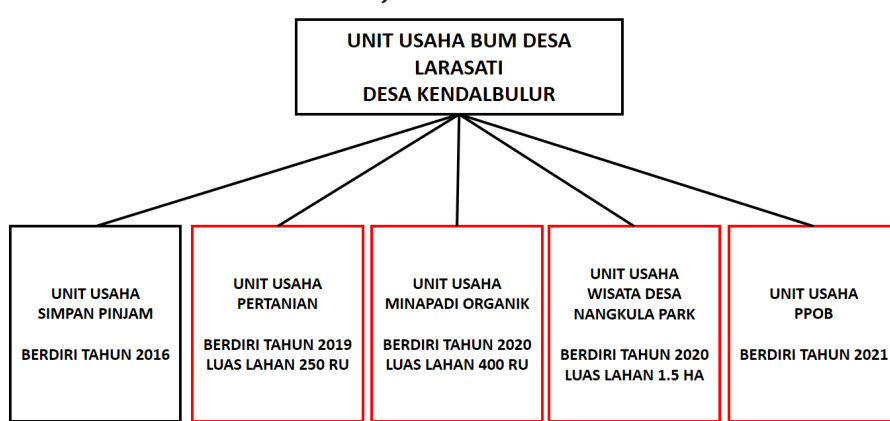 UNIT USAHA BUM DESA
LARASATI
DESA KENDALBULUR
UNIT USAHA
SIMPAN PINJAM
BERDIRI TAHUN 2016
UNIT USAHA
PERTANIAN
BERDIRI TAHUN 2019
LUAS LAHAN 250 RU
UNIT USAHA
MINAPADI ORGANIK
BERDIRI TAHUN 2020
LUAS LAHAN 400 RU
UNIT USAHA
WISATA DESA
NANGKULA PARK
BERDIRI TAHUN 2020
LUAS LAHAN 1.5 HA
UNIT USAHA
PPOB
BERDIRI TAHUN 2021